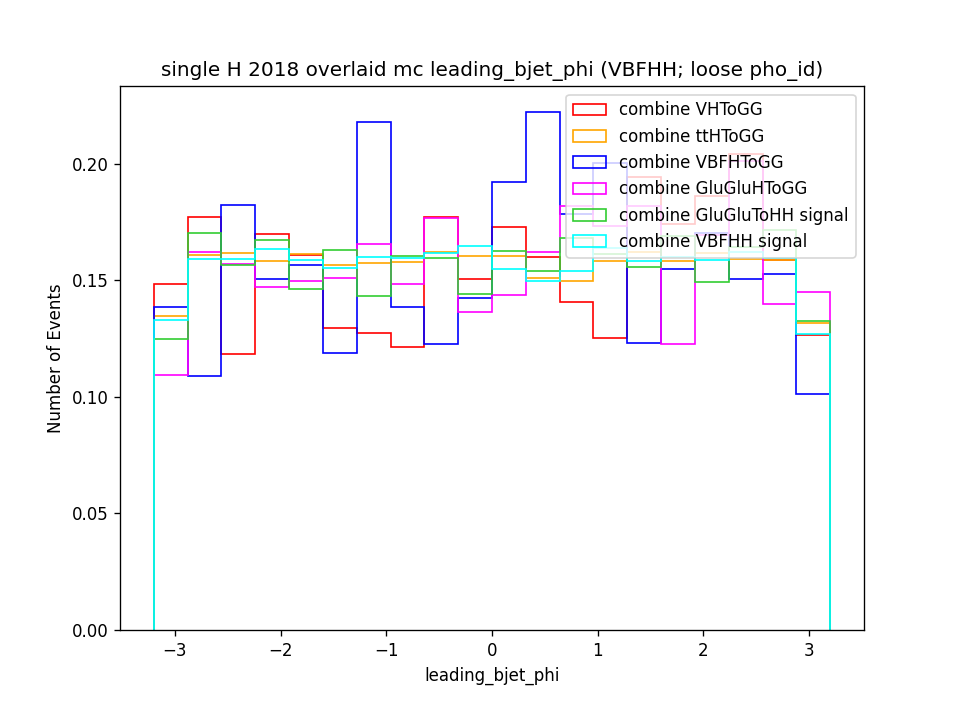 single H 2018 overlaid mc leading_bjet_phi (VBFHH; loose pho_id)
combine VHToGG
combine ttHToGG
combine VBFHToGG
combine GluGluHToGG
combine GluGluToHH signal
combine VBFHH signal
Number of Events
0.20
0.15
0.10
0.05
0.00
−3
−2
−1
0
1
2
3
leading_bjet_phi